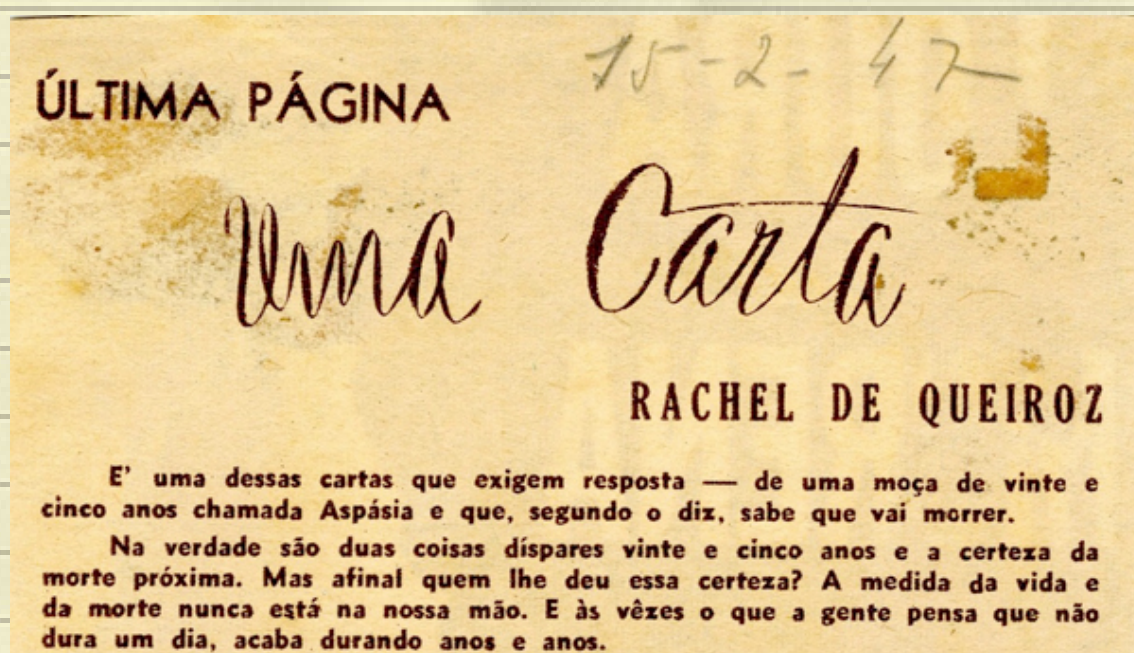 15-2-47
ÚLTIMA PÁGINA
Uma Carta
RACHEL DE QUEIROZ
E' uma dessas cartas que exigem resposta — de uma moça de vinte e
cinco anos chamada Aspásia e que, segundo o diz, sabe que vai morrer.
Na verdade são duas coisas díspares vinte e cinco anos e a certeza da
morte próxima. Mas afinal quem lhe deu essa certeza? A medida da vida e
da morte nunca está na nossa mão. E às vêzes o que a gente pensa que não
dura um dia, acaba durando anos e anos.